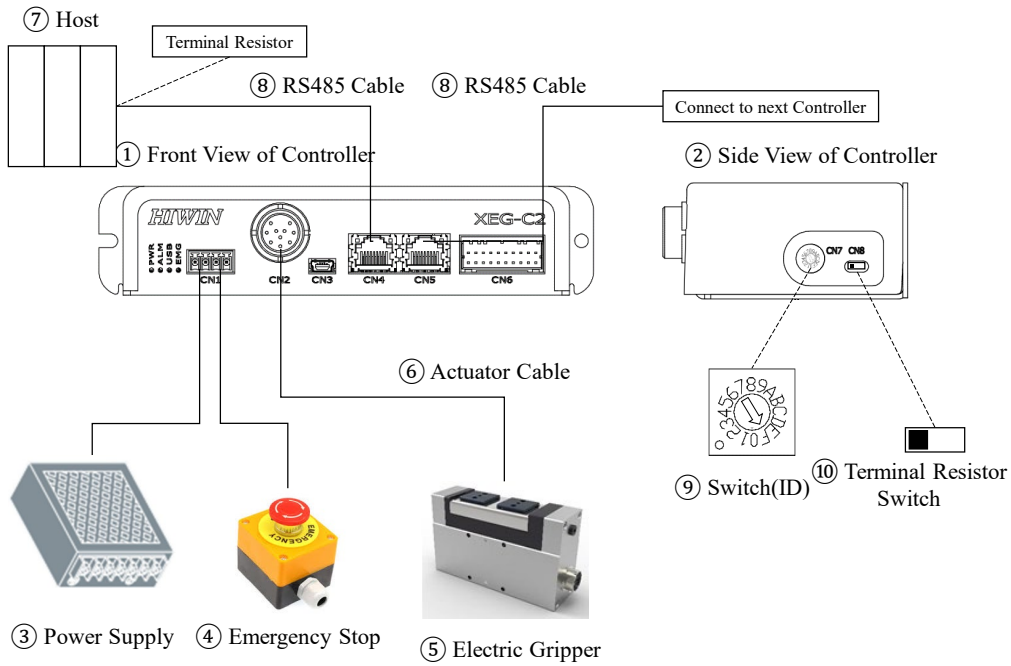 ⑦ Host
Terminal Resistor
⑧ RS485 Cable
⑧ RS485 Cable
Connect to next Controller
① Front View of Controller
② Side View of Controller
HIWIN
XEG-C2
PWR
ALM
USB
EMG
CN1
CN2
CN3
CN4
CN5
CN6
CN7
CN8
⑥ Actuator Cable
0123456789ABCDEF
⑨ Switch(ID)
⑩ Terminal Resistor
Switch
EMERGENCY
③ Power Supply
④ Emergency Stop
⑤ Electric Gripper